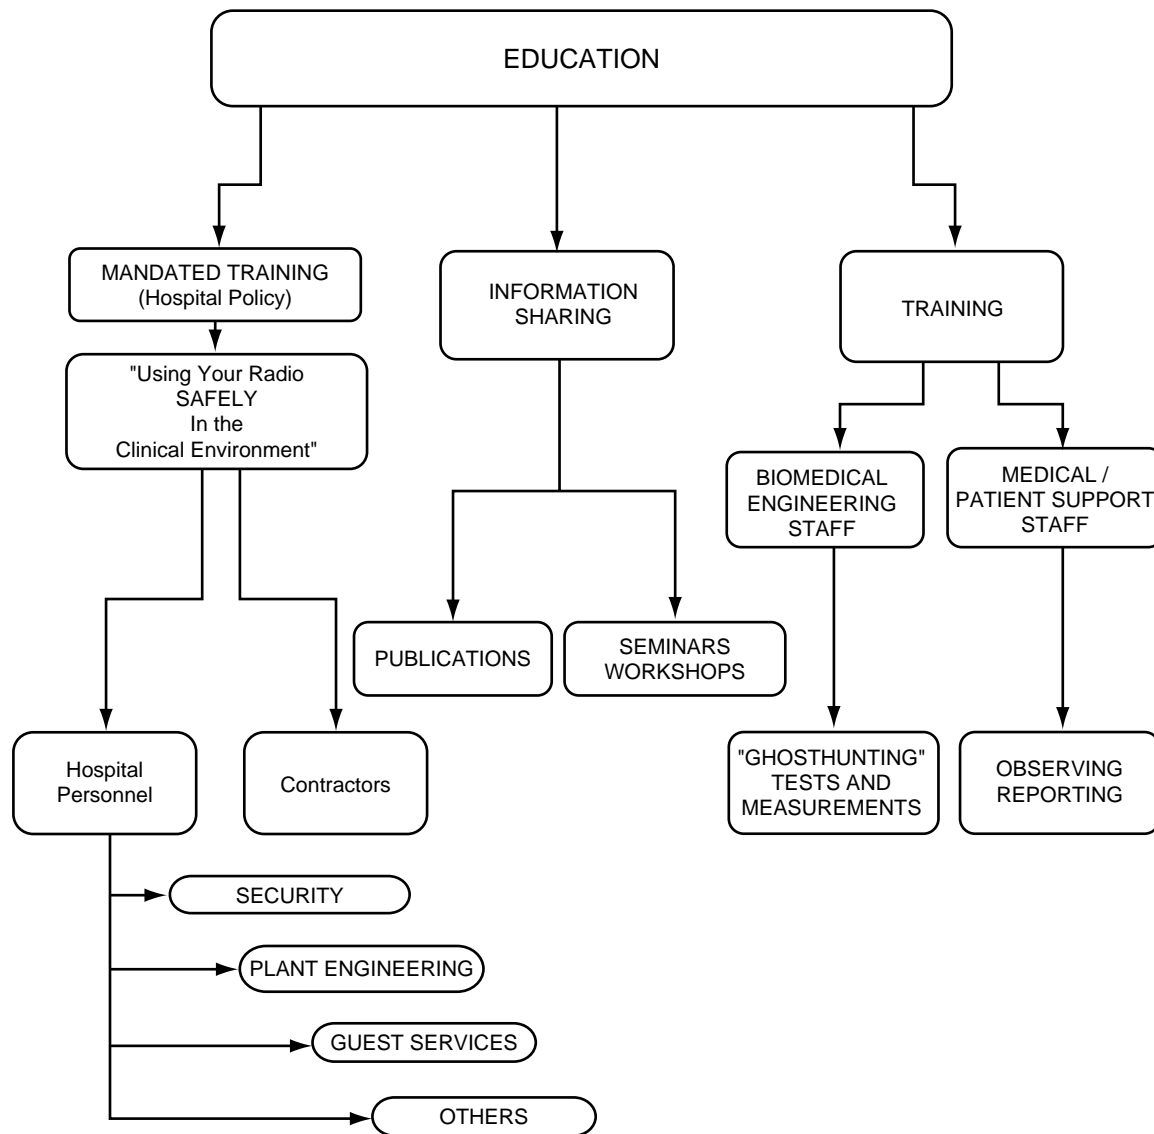 EDUCATION
MANDATED TRAINING
(Hospital Policy)
INFORMATION
SHARING
TRAINING
"Using Your Radio
SAFELY
In the
Clinical Environment"
BIOMEDICAL
ENGINEERING
STAFF
MEDICAL /
PATIENT SUPPORT
STAFF
PUBLICATIONS
SEMINARS
WORKSHOPS
Hospital
Personnel
Contractors
"GHOSTHUNTING"
TESTS AND
MEASUREMENTS
OBSERVING
REPORTING
SECURITY
PLANT ENGINEERING
GUEST SERVICES
OTHERS